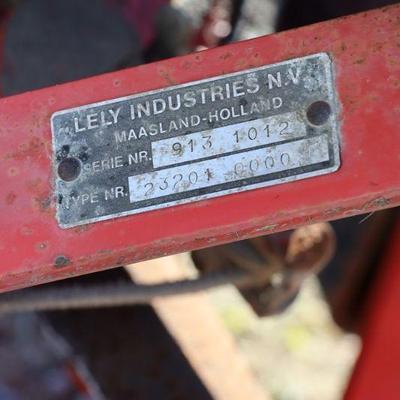 LELY INDUSTRIES N.V.
MAASLAND-HOLLAND
SERIE NR. 913 1012
TYPE NR. 23201 0000